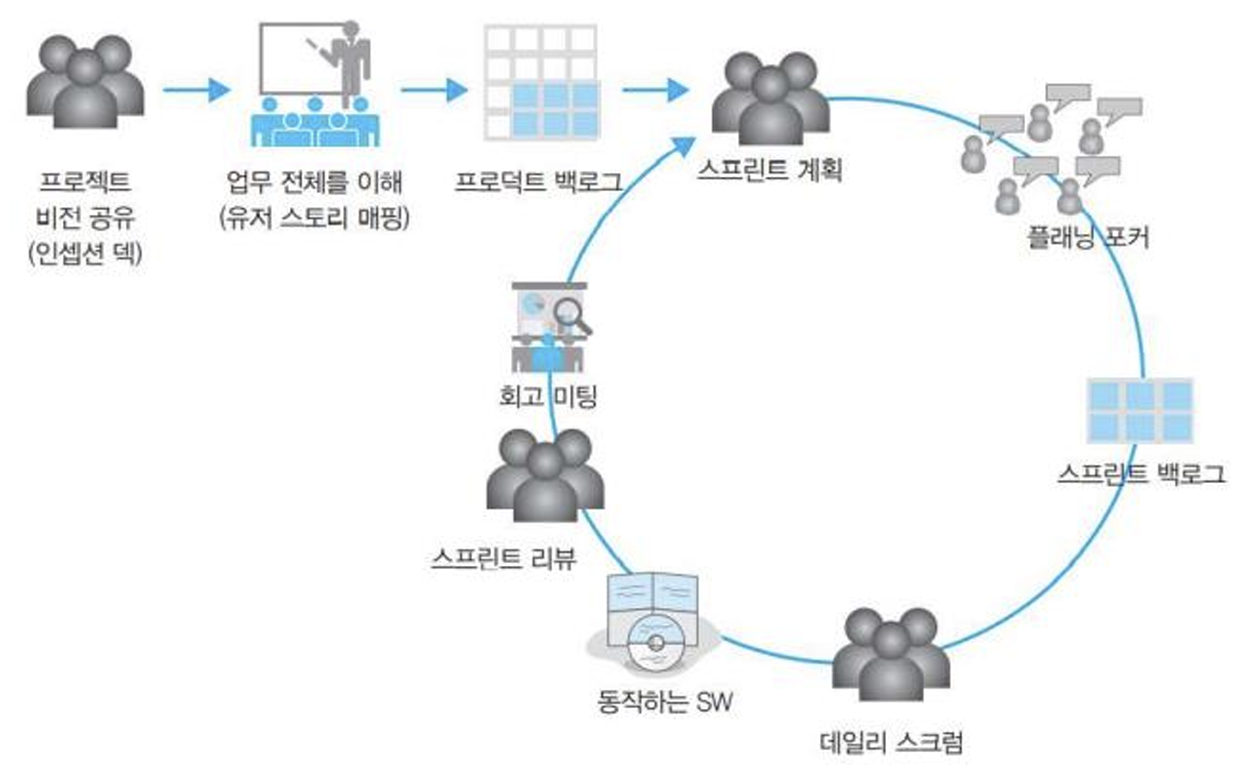 프로젝트
비전 공유
(인셉션 덱)
업무 전체를 이해
(유저 스토리 매핑)
프로덕트 백로그
스프린트 계획
플래닝 포커
스프린트 백로그
데일리 스크럼
동작하는 SW
스프린트 리뷰
회고 미팅